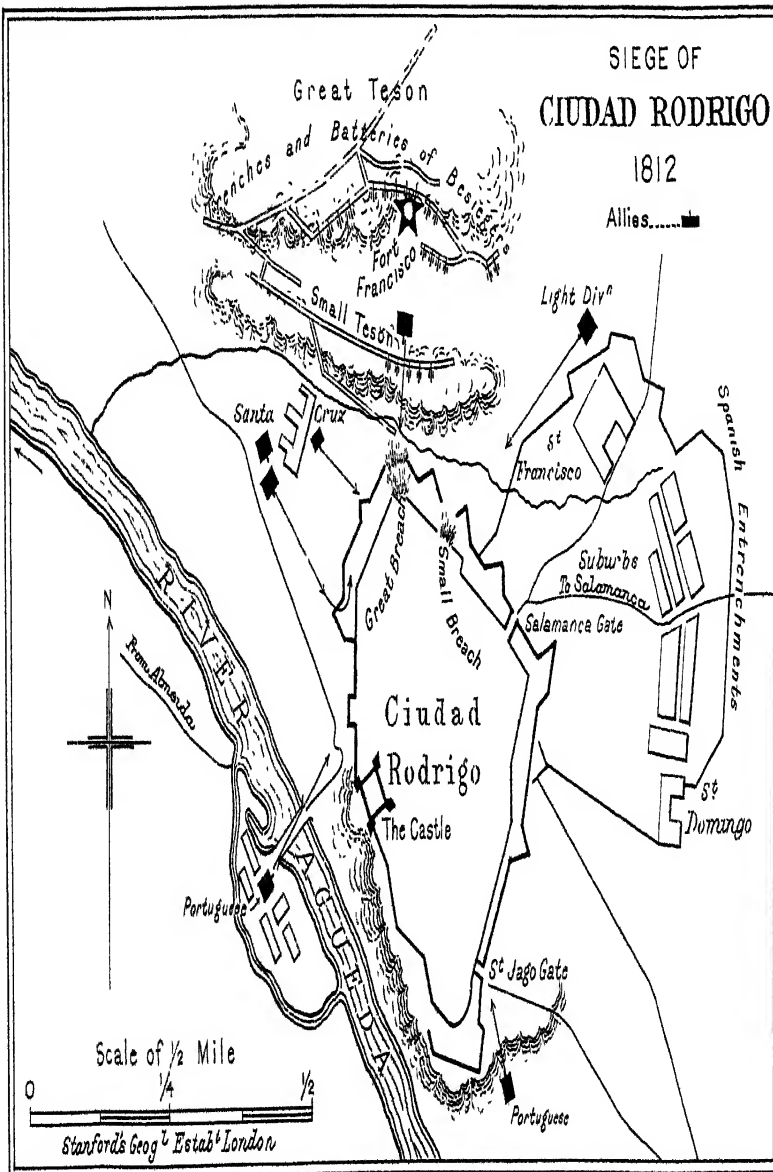 SIEGE OF
CIUDAD RODRIGO
1812
Allies
Great Teson
Trenches and Batteries of Besiegers
Fort
Francisco
Small Teson
Light Divⁿ
Santa Cruz
Sᵗ
Francisco
Spanish Entrenchments
Great Breach
Small Breach
Suburbs
To Salamanca
Salamanca Gate
N
RIVER AGUEDA
From Almeida
Ciudad
Rodrigo
The Castle
Sᵗ
Domingo
Portuguese
Sᵗ Jago Gate
Portuguese
Scale of ½ Mile
0 ¼ ½
Stanford's Geogˡ Estabᵗ London